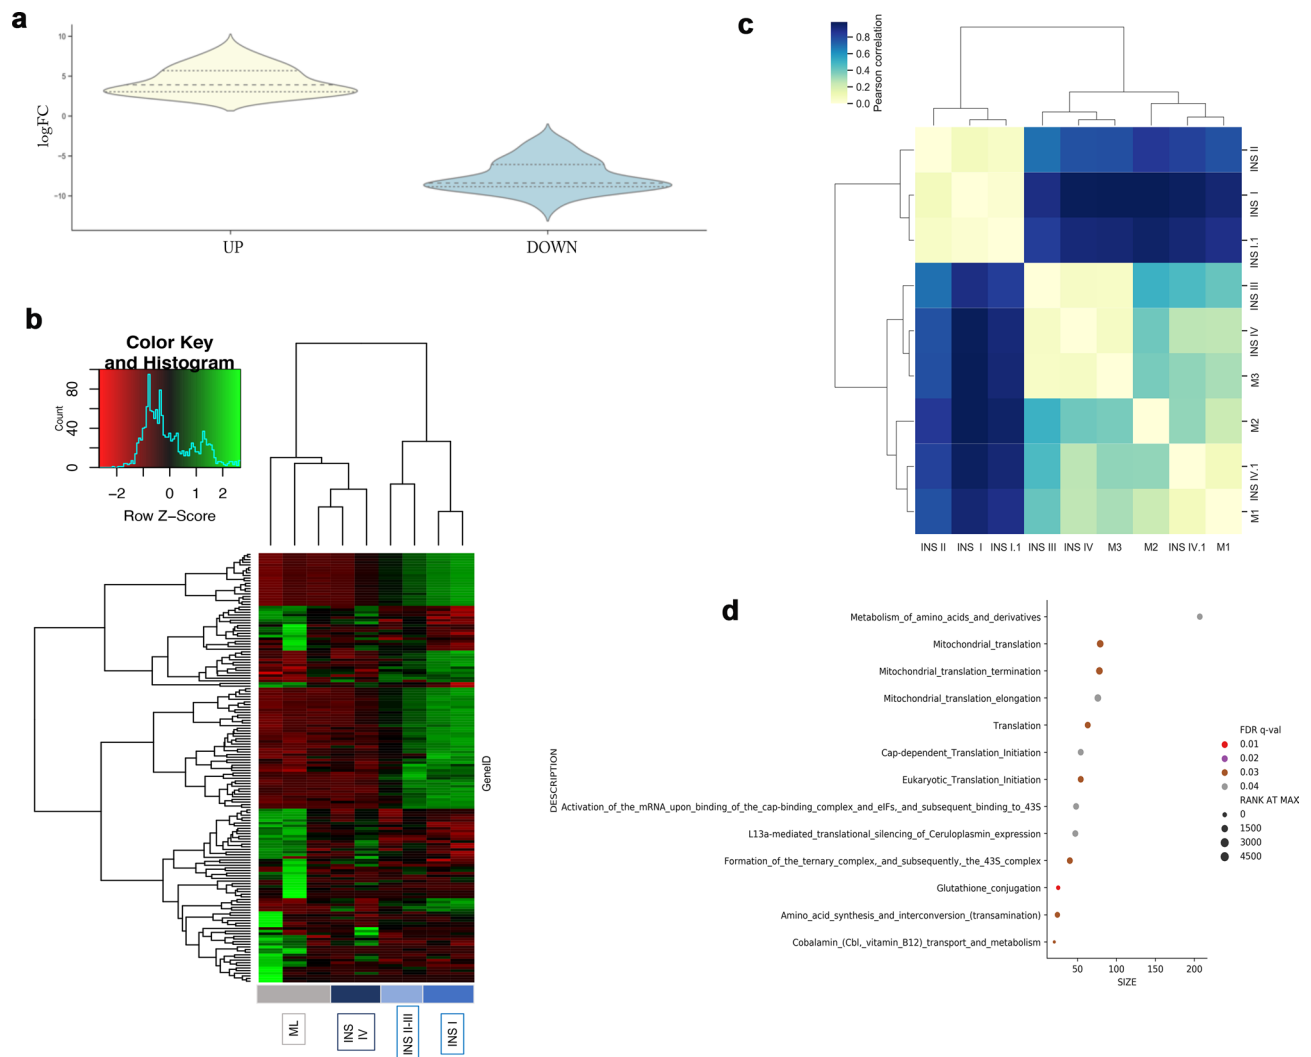 a
10
5
0
−5
−10
logFC
UP
DOWN
b
Color Key
and Histogram
80
40
0
Count
−2
0
1
2
Row Z−Score
GeneID
ML
INS
IV
INS II-III
INS I
c
0.8
0.6
0.4
0.2
0.0
Pearson correlation
INS II
INS I
INS I.1
INS III
INS IV
M3
M2
INS IV.1
M1
INS II
INS I
INS I.1
INS III
INS IV
M3
M2
INS IV.1
M1
d
DESCRIPTION
Metabolism_of_amino_acids_and_derivatives
Mitochondrial_translation
Mitochondrial_translation_termination
Mitochondrial_translation_elongation
Translation
Cap-dependent_Translation_Initiation
Eukaryotic_Translation_Initiation
Activation_of_the_mRNA_upon_binding_of_the_cap-binding_complex_and_eIFs,_and_subsequent_binding_to_43S
L13a-mediated_translational_silencing_of_Ceruloplasmin_expression
Formation_of_the_ternary_complex,_and_subsequently,_the_43S_complex
Glutathione_conjugation
Amino_acid_synthesis_and_interconversion_(transamination)
Cobalamin_(Cbl,_vitamin_B12)_transport_and_metabolism
50
100
150
200
SIZE
FDR q-val
0.01
0.02
0.03
0.04
RANK AT MAX
0
1500
3000
4500